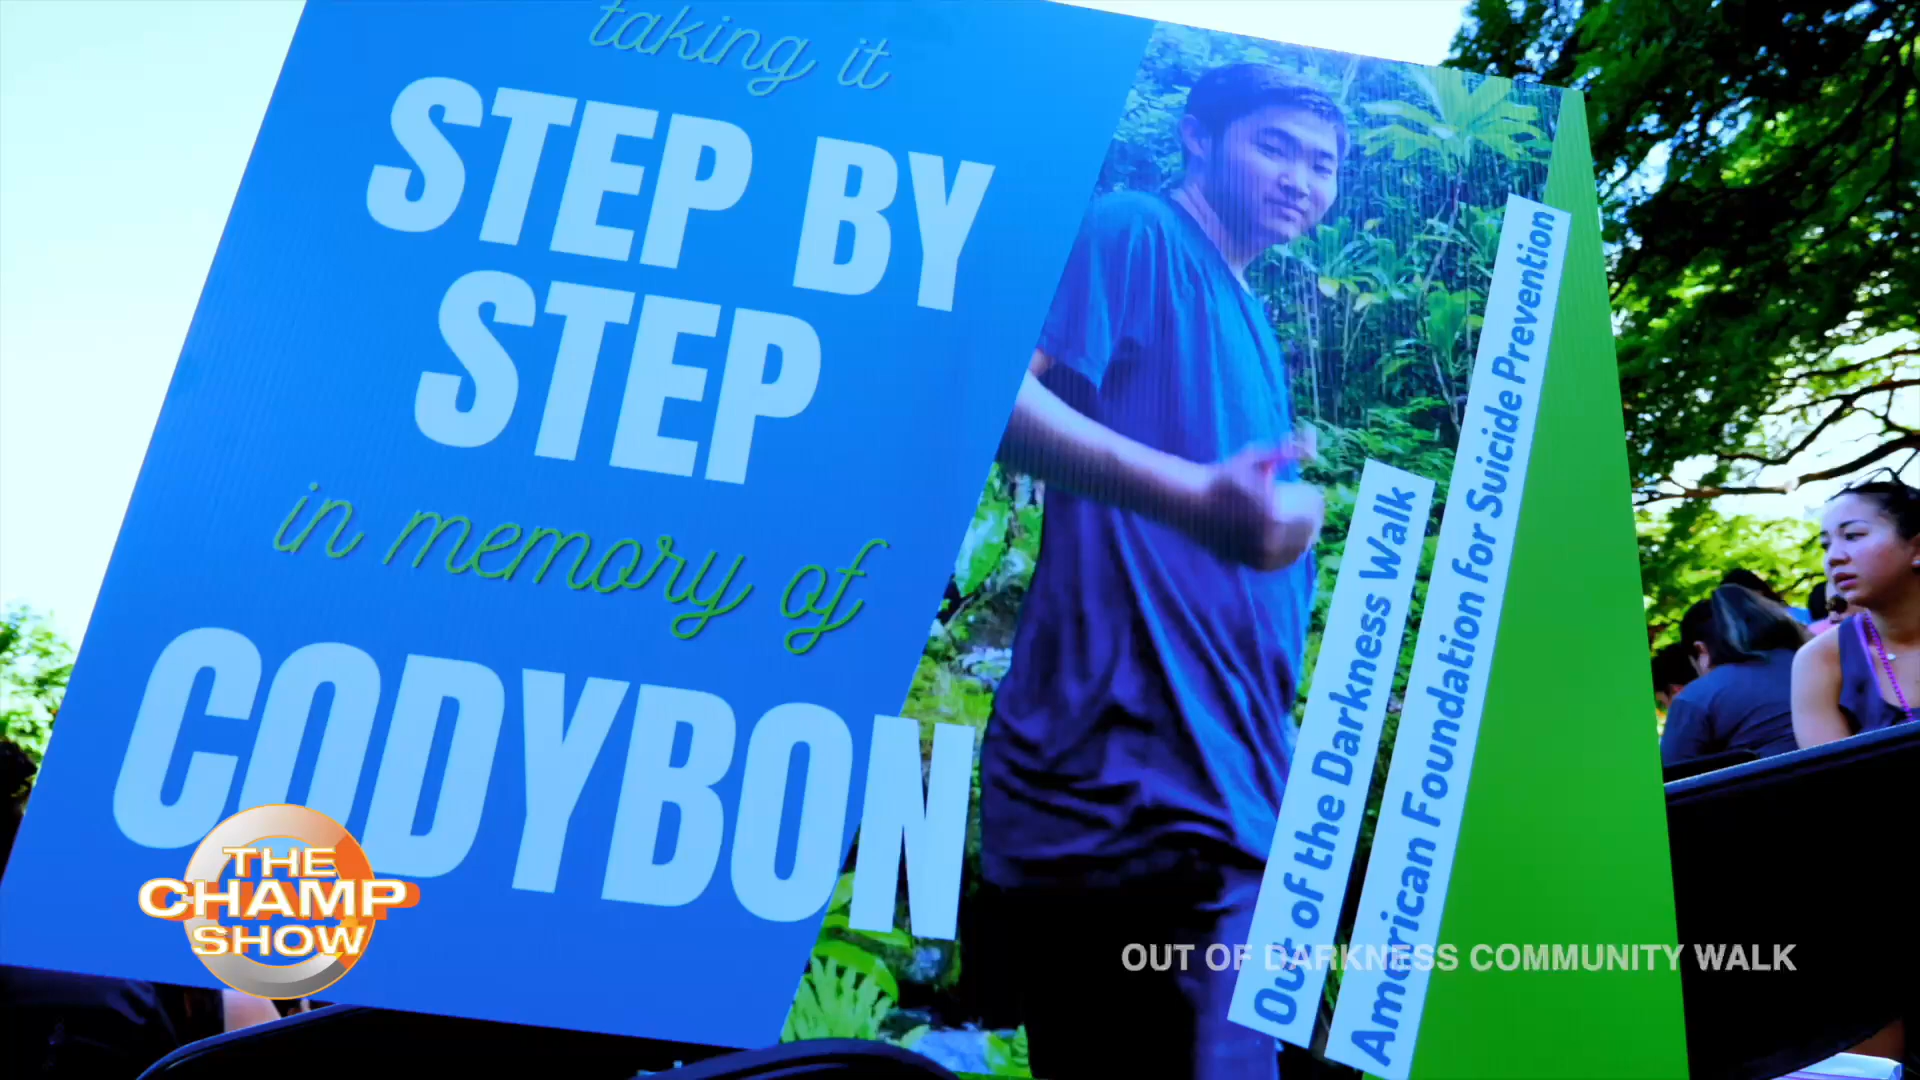 taking it
STEP BY
STEP
in memory of
CODYBON
Out of the Darkness Walk
American Foundation for Suicide Prevention
THE
CHAMP
SHOW
OUT OF DARKNESS COMMUNITY WALK